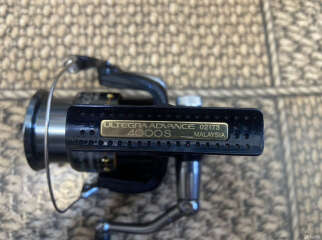 ULTEGRA ADVANCE 02173
4000S MALAYSIA